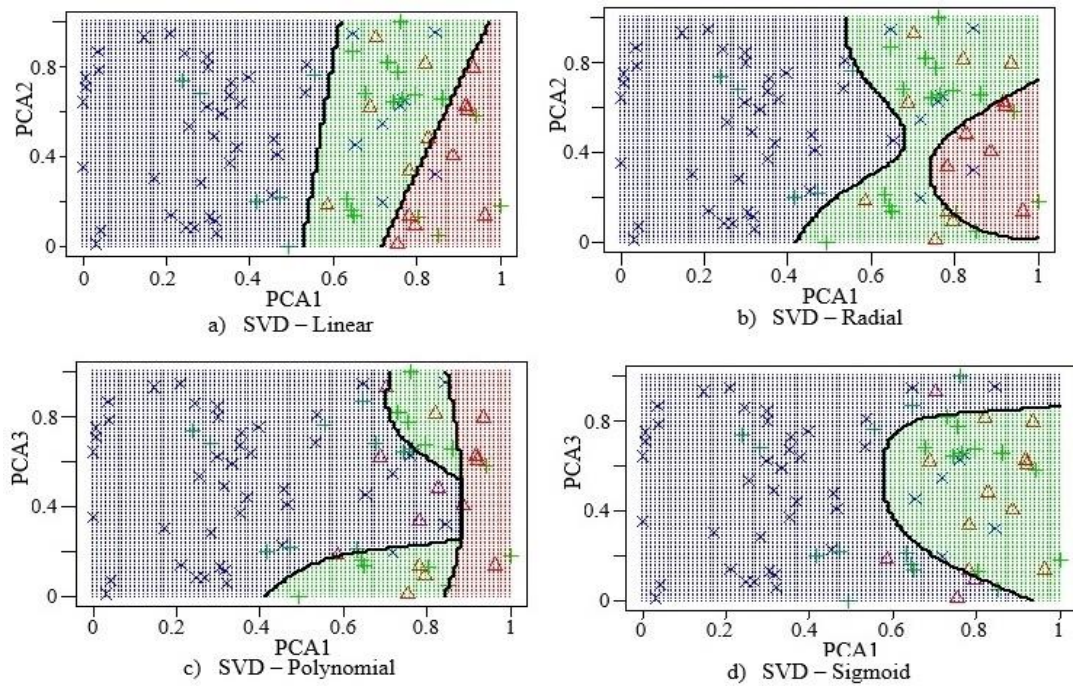 0.8
0.4
0
PCA2
0 0.2 0.4 0.6 0.8 1
PCA1
a) SVD – Linear
0.8
0.4
0
PCA2
0 0.2 0.4 0.6 0.8 1
PCA1
b) SVD – Radial
0.8
0.4
0
PCA3
0 0.2 0.4 0.6 0.8 1
PCA1
c) SVD – Polynomial
0.8
0.4
0
PCA3
0 0.2 0.4 0.6 0.8 1
PCA1
d) SVD – Sigmoid